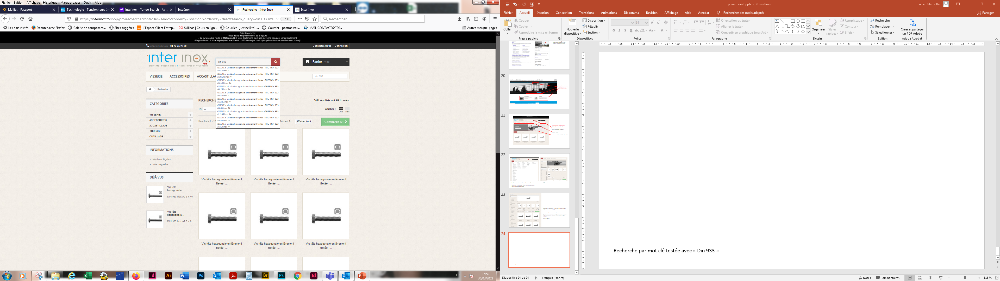 Fichier Édition Affichage Historique Marque-pages Outils Aide
Mailjet - Passport
Technologie - Tensionneurs à v
interinox - Yahoo Search - Actu
InterInox
Recherche - Inter-Inox
Inter-Inox
https://interinox.fr/shop/pro/recherche?controller=search&orderby=position&orderway=desc&search_query=din+933&sub
67 %
Rechercher
Les plus visités
Débuter avec Firefox
Galerie de composant...
Sites suggérés
L'Espace Client Entrep...
Skilleos | Cours en lign...
Courrier - justine@tdi-...
Courrier - postmaster...
MAIL CONTACT@TDI...
Autres marque-pages
Point Covid - 19 :
- Nos délais d'expédition sont de 2-3 jours
- La livraison (La Poste et TNT) prend 2-3 jours également, c'est une moyenne cela peut varier localement
- Un grand merci à notre logistique et aux livreurs qui font un super boulot (les précautions nécessaires sont prises) !
Appelez-nous au : 04-72-45-28-70
Contactez-nous
Connexion
inter inox.
PRO
éléments d'assemblage • accessoires de tuyauterie
din 933
Panier (vide)
VISSERIE
ACCESSOIRES
ACCASTILLA
din 933
VISSERIE > Vis tête hexagonale entièrement filetée - THEF DIN 933
M4x16 inox A2
VISSERIE > Vis tête hexagonale entièrement filetée - THEF DIN 933
M10x140 inox A4
VISSERIE > Vis tête hexagonale entièrement filetée - THEF DIN 933
M6x100 inox A4
VISSERIE > Vis tête hexagonale entièrement filetée - THEF DIN 933
M4x25 inox A4
VISSERIE > Vis tête hexagonale entièrement filetée - THEF DIN 933
M6x70 inox A2
VISSERIE > Vis tête hexagonale entièrement filetée - THEF DIN 933
M16x85 inox A4
VISSERIE > Vis tête hexagonale entièrement filetée - THEF DIN 933
M4x45 inox A2
VISSERIE > Vis tête hexagonale entièrement filetée - THEF DIN 933
M12x45 inox A4
VISSERIE > Vis tête hexagonale entièrement filetée - THEF DIN 933
M8x35 inox A4
VISSERIE > Vis tête hexagonale entièrement filetée - THEF DIN 933
M5x10 inox A4
Rechercher
CATÉGORIES
VISSERIE
ACCESSOIRES
ACCASTILLAGE
SOUDAGE
OUTILLAGE
INFORMATIONS
Mentions légales
Nos magasins
DÉJÀ VUS
Vis tête
hexagonale...
DIN 933 inox A2 3 x 40
Vis tête
hexagonale...
DIN 933 inox A2 3 x 8
RECHERCHE
3611 résultats ont été trouvés.
Tri --
Afficher :
Grille
Liste
Résultats 1 - 12
Suivant
Afficher tout
Comparer (0)
Vis tête hexagonale entièrement
filetée -...
Vis tête hexagonale entièrement
filetée -...
Vis tête hexagonale entièrement
filetée -...
Vis tête hexagonale entièrement
filetée -...
Vis tête hexagonale entièrement
filetée -...
Vis tête hexagonale entièrement
filetée -...
FR
15:50
30/03/2021
powerpoint .pptx - PowerPoint
Lucie Delamotte
Fichier Accueil Insertion Conception Transitions Animations Diaporama Révision Affichage Aide Acrobat
Rechercher des outils adaptés
Partager
Coller
Couper
Copier
Reproduire la mise en forme
Presse-papiers
Nouvelle
diapositive
Disposition
Rétablir
Section
Diapositives
14
G I S S abc AV Aa A
Police
Orientation du texte
Aligner le texte
Convertir en graphique SmartArt
Paragraphe
Organiser
Styles
rapides
Remplissage
Contour
Effets
Dessin
Rechercher
Remplacer
Sélectionner
Édition
Créer et partager
un PDF Adobe
Adobe Acrobat
20
21
22
23
24
Recherche par mot clé testée avec « Din 933 »
Diapositive 24 de 24
Français (France)
Notes
Commentaires
116 %